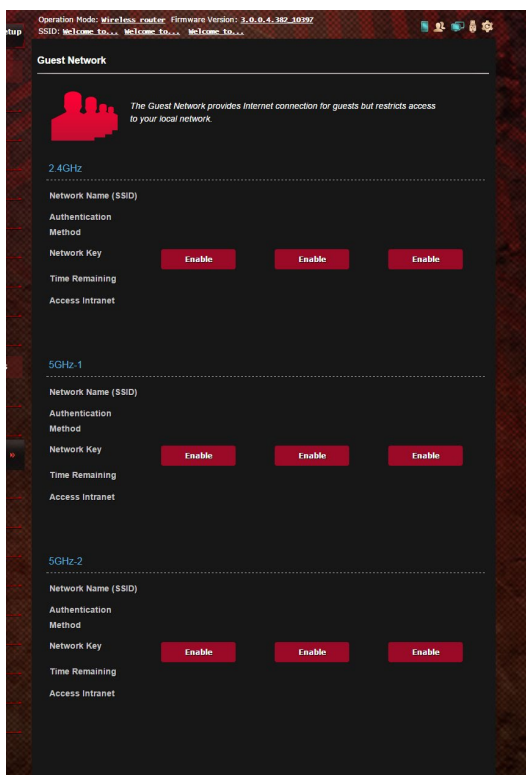 Operation Mode: Wireless router Firmware Version: 3.0.0.4.382_10397
etup
SSID: Welcome to... Welcome to... Welcome to...
Guest Network
The Guest Network provides Internet connection for guests but restricts access
to your local network.
2.4GHz
Network Name (SSID)
Authentication
Method
Network Key Enable Enable Enable
Time Remaining
Access Intranet
5GHz-1
Network Name (SSID)
Authentication
Method
Network Key Enable Enable Enable
Time Remaining
Access Intranet
5GHz-2
Network Name (SSID)
Authentication
Method
Network Key Enable Enable Enable
Time Remaining
Access Intranet